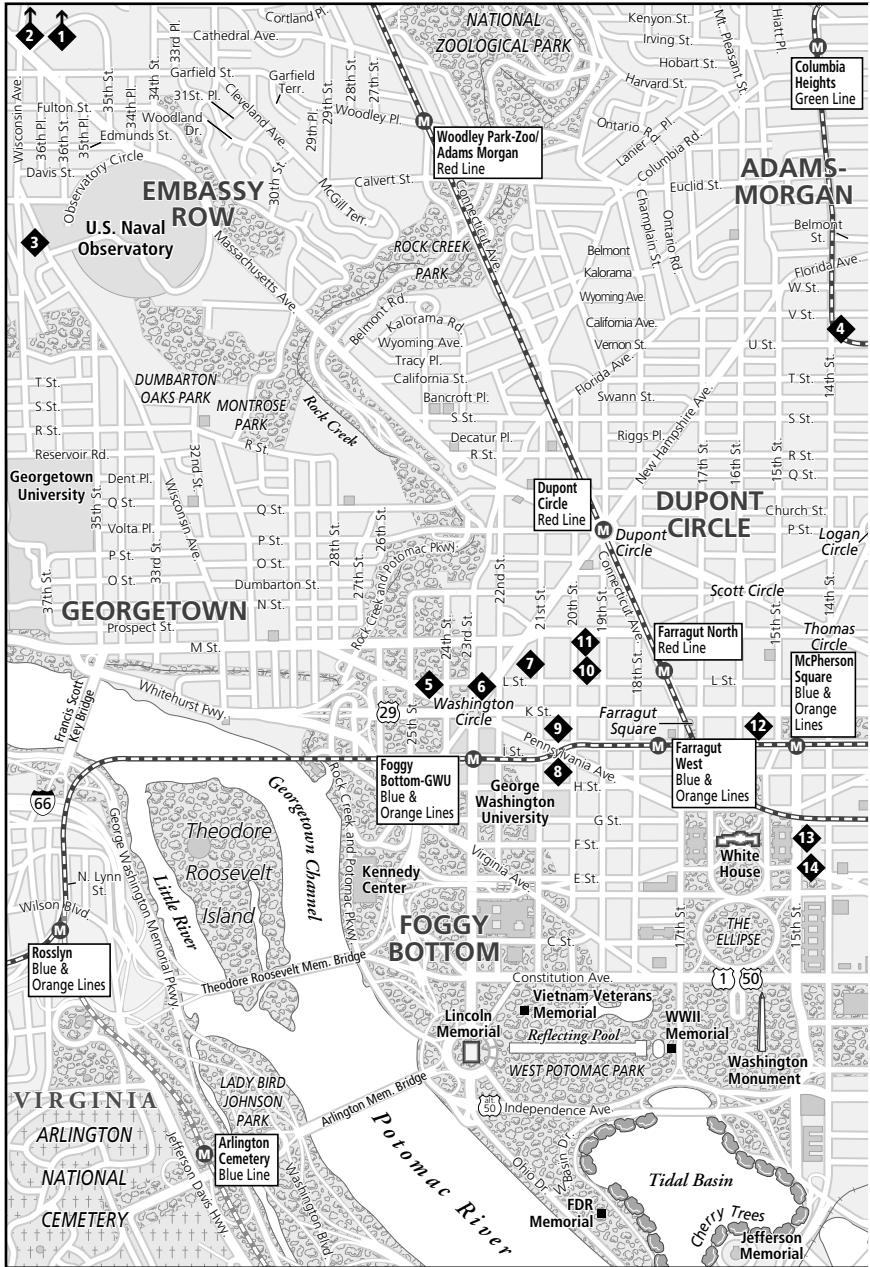 2
1
Cortland Pl.
Cathedral Ave.
NATIONAL
ZOOLOGICAL PARK
Kenyon St.
Irving St.
Hobart St.
Harvard St.
Mt. Pleasant St.
Hiatt Pl.
M
Columbia
Heights
Green Line
Wisconsin Ave.
36th Pl.
36th St.
35th Pl.
35th St.
34th Pl.
34th St.
33rd Pl.
Garfield St.
31St. Pl.
Woodland
Dr.
Cleveland Ave.
Garfield
Terr.
30th St.
29th Pl.
29th St.
28th St.
27th St.
Woodley Pl.
Fulton St.
Edmunds St.
Davis St.
Observatory Circle
M
Woodley Park-Zoo/
Adams Morgan
Red Line
Ontario Rd.
Lanier Pl.
Columbia Rd.
EMBASSY
ROW
Calvert St.
McGill Terr.
Connecticut Ave.
Euclid St.
Champlain St.
Ontario Rd.
ADAMS-
MORGAN
Belmont
St.
Florida Ave.
U.S. Naval
Observatory
3
Massachusetts Ave
ROCK CREEK
PARK
Belmont
Kalorama
Wyoming Ave.
California Ave.
Vernon St.
W St.
V St.
U St.
4
14th St.
Belmont Rd.
Kalorama Rd.
Wyoming Ave.
Tracy Pl.
California St.
Bancroft Pl.
S St.
Decatur Pl.
R St.
Florida Ave.
Swann St.
Riggs Pl.
New Hampshire Ave.
T St.
S St.
R St.
Q St.
17th St.
16th St.
15th St.
T St.
S St.
R St.
Reservoir Rd.
DUMBARTON
OAKS PARK
MONTROSE
PARK
Rock Creek
32nd St.
R St.
Georgetown
University
Dent Pl.
Q St.
Volta Pl.
P St.
O St.
35th St.
33rd St.
37th St.
Wisconsin Ave.
Q St.
P St.
O St.
Dumbarton St.
N St.
28th St.
27th St.
26th St.
Rock Creek and Potomac Pkwy.
Dupont
Circle
Red Line
M
Dupont
Circle
DUPONT
CIRCLE
Church St.
P St.
Logan
Circle
Scott Circle
14th St.
15th St.
Thomas
Circle
GEORGETOWN
Prospect St.
M St.
22nd St.
24th St.
23rd St.
21st St.
20th St.
19th St.
Connecticut Ave.
18th St.
Farragut North
Red Line
M
L St.
McPherson
Square
Blue &
Orange
Lines
Francis Scott
Key Bridge
Whitehurst Fwy.
29
25th St.
5
6
7
11
10
L St.
Washington
Circle
K St.
9
Farragut
Square
12
I St.
Pennsylvania Ave.
M
M
M
Foggy
Bottom-GWU
Blue &
Orange Lines
8
George
Washington
University
H St.
G St.
F St.
E St.
Farragut
West
Blue &
Orange Lines
White
House
13
14
66
Georgetown Channel
Rock Creek and Potomac Pkwy.
Theodore
Roosevelt
Island
Little River
George Washington Memorial Pkwy.
N. Lynn
St.
Wilson Blvd.
M
Rosslyn
Blue &
Orange Lines
Kennedy
Center
Virginia Ave.
FOGGY
BOTTOM
C St.
17th St.
THE
ELLIPSE
15th St.
Theodore Roosevelt Mem. Bridge
Constitution Ave.
1
50
Lincoln
Memorial
Vietnam Veterans
Memorial
Reflecting Pool
WWII
Memorial
WEST POTOMAC PARK
Washington
Monument
LADY BIRD
JOHNSON
PARK
Arlington Mem. Bridge
50
Independence Ave
VIRGINIA
ARLINGTON
NATIONAL
CEMETERY
Jefferson Davis Hwy.
M
Arlington
Cemetery
Blue Line
Washington Blvd.
Potomac River
Ohio Dr.
W. Basin Dr.
Tidal Basin
FDR
Memorial
Cherry Trees
Jefferson
Memorial